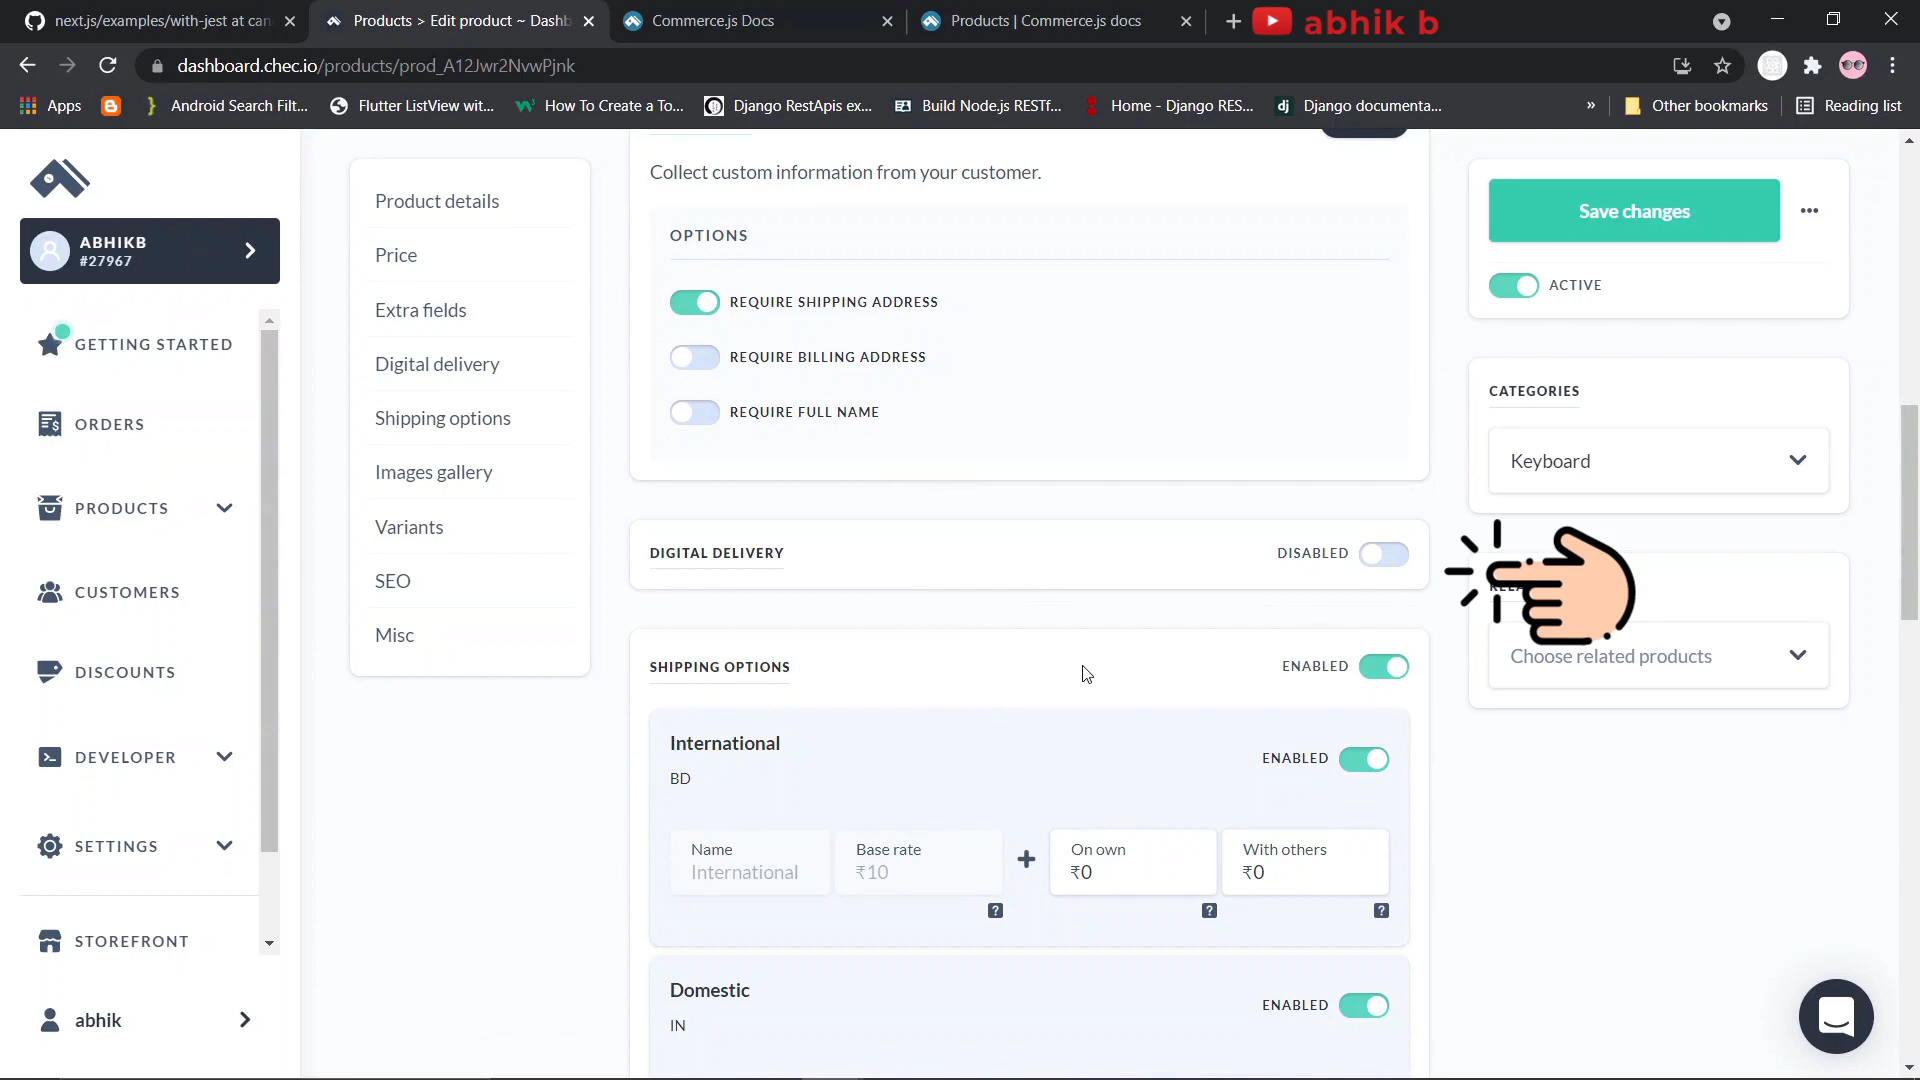 next.js/examples/with-jest at can
Products > Edit product ~ Dashb
Commerce.js Docs
Products | Commerce.js docs
abhik b
dashboard.chec.io/products/prod_A12Jwr2NvwPjnk
Apps
Android Search Filt...
Flutter ListView wit...
How To Create a To...
Django RestApis ex...
Build Node.js RESTf...
Home - Django RES...
dj
Django documenta...
»
Other bookmarks
Reading list
ABHIKB
#27967
GETTING STARTED
ORDERS
PRODUCTS
CUSTOMERS
DISCOUNTS
DEVELOPER
SETTINGS
STOREFRONT
abhik
Product details
Price
Extra fields
Digital delivery
Shipping options
Images gallery
Variants
SEO
Misc
Collect custom information from your customer.
OPTIONS
REQUIRE SHIPPING ADDRESS
REQUIRE BILLING ADDRESS
REQUIRE FULL NAME
DIGITAL DELIVERY
DISABLED
SHIPPING OPTIONS
ENABLED
International
BD
ENABLED
Name
International
Base rate
₹10
?
+
On own
₹0
?
With others
₹0
?
Domestic
IN
ENABLED
Save changes
ACTIVE
CATEGORIES
Keyboard
Choose related products